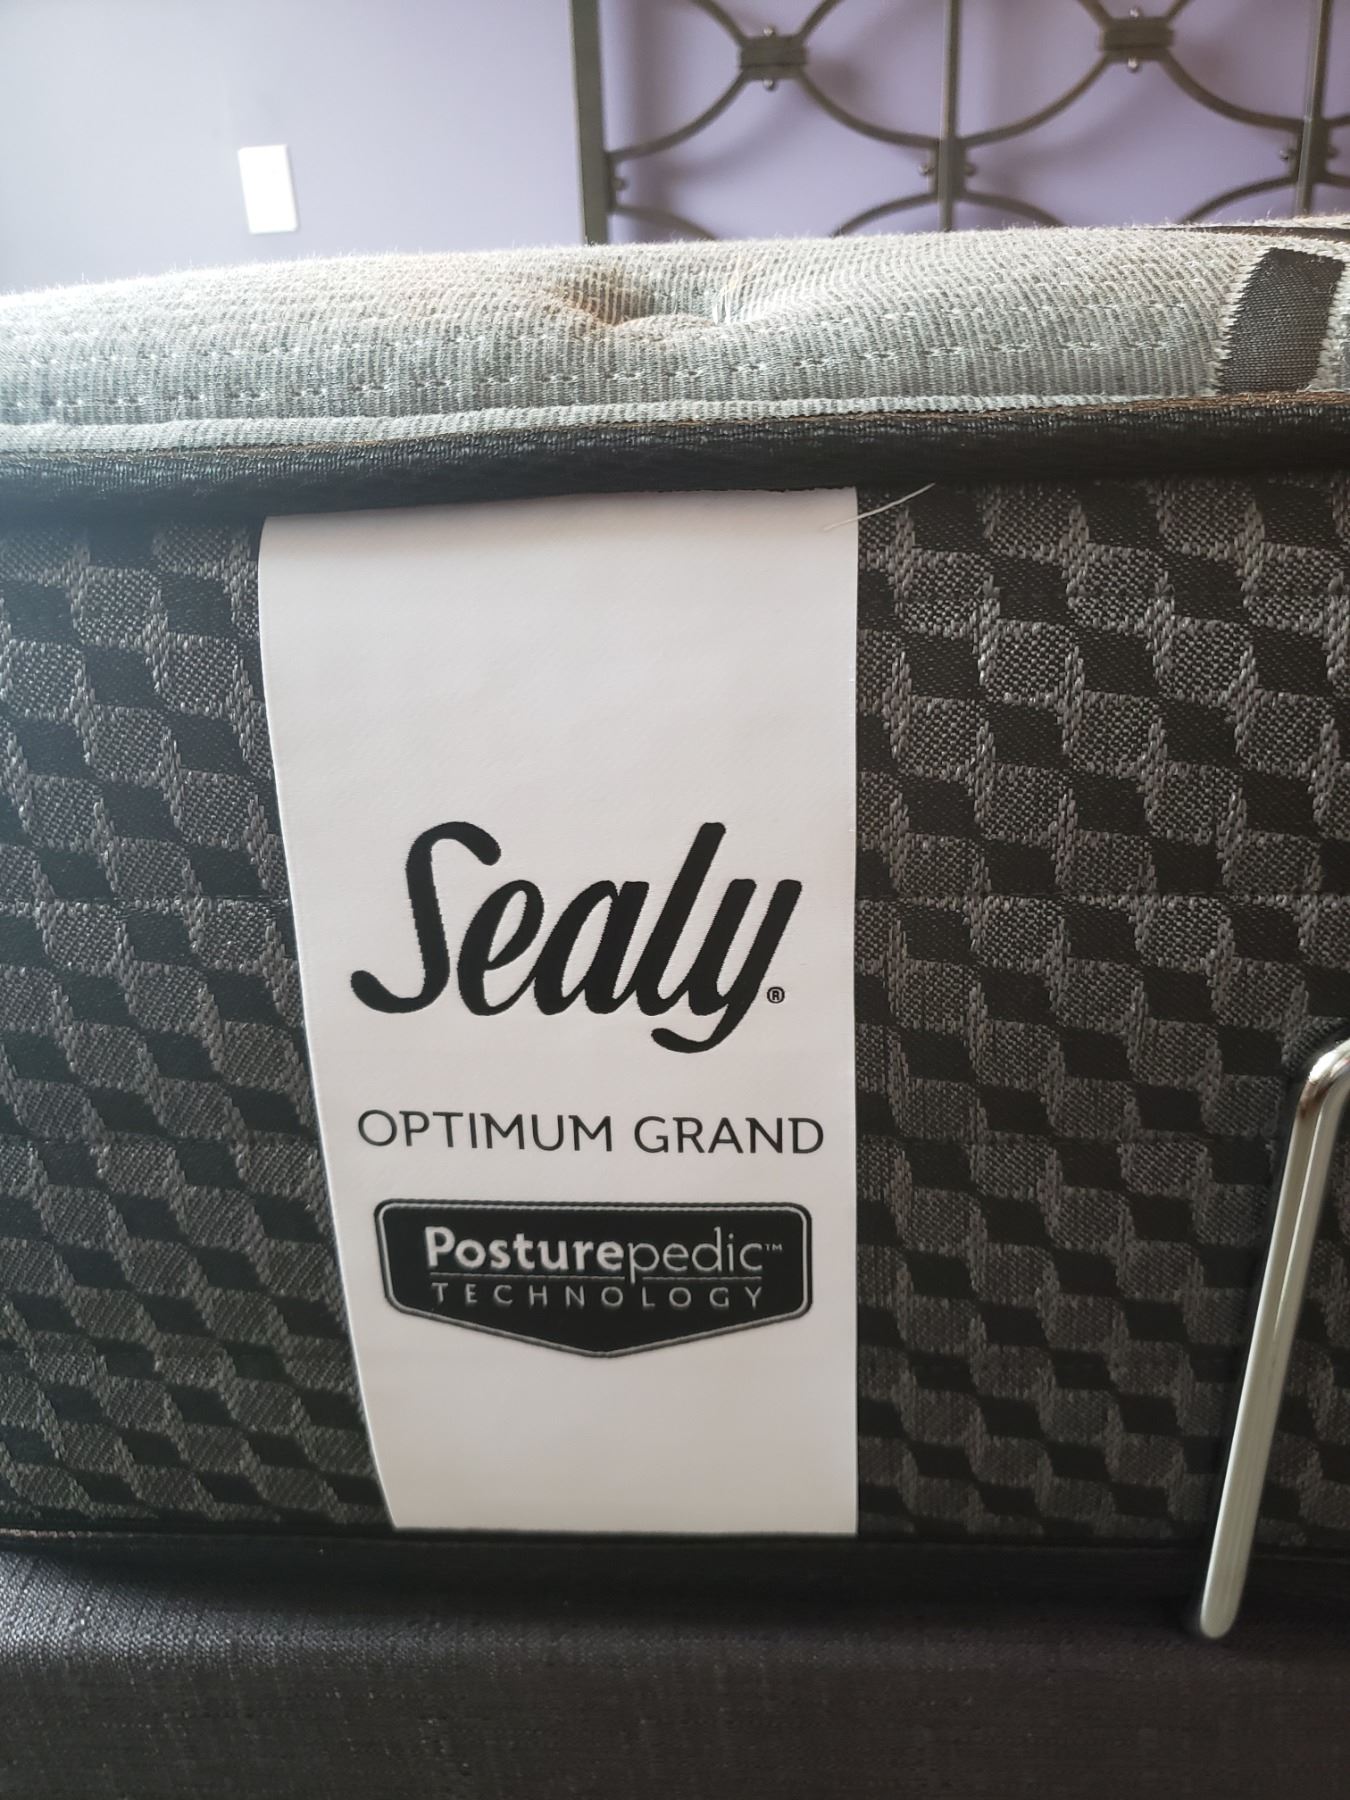 Sealy®
OPTIMUM GRAND
Posturepedic™
TECHNOLOGY